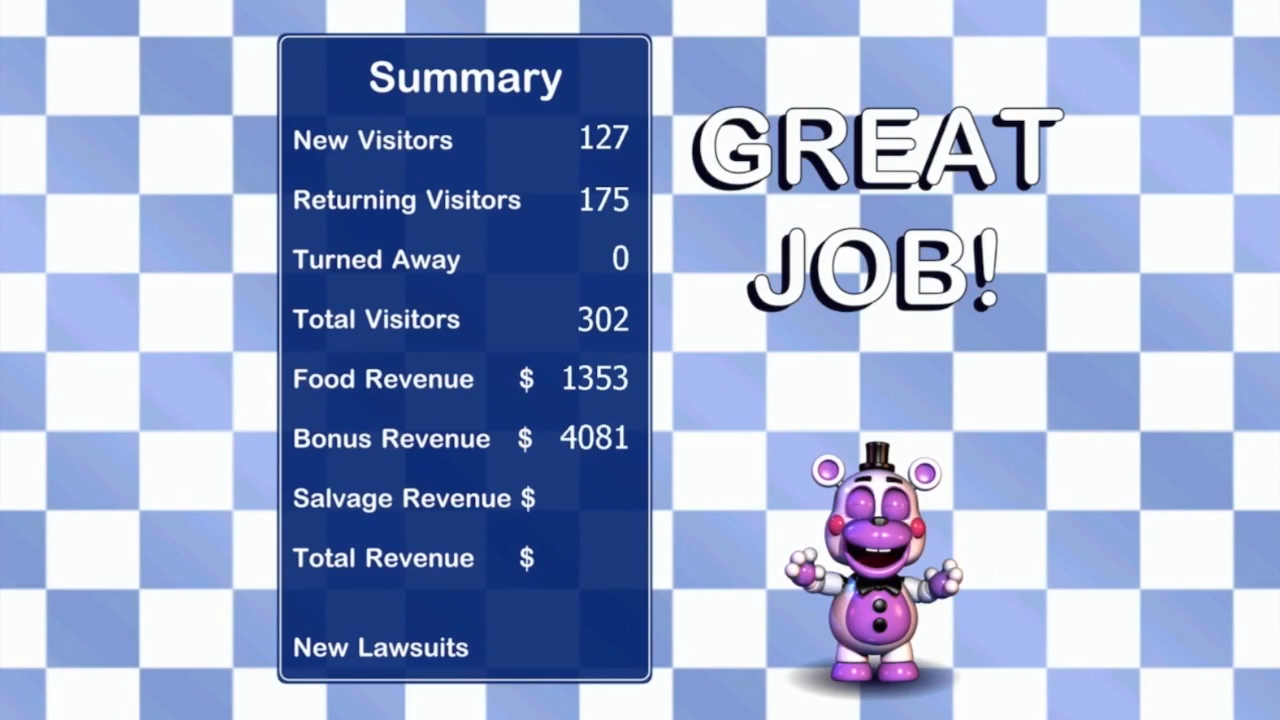 Summary
New Visitors 127
Returning Visitors 175
Turned Away 0
Total Visitors 302
Food Revenue $ 1353
Bonus Revenue $ 4081
Salvage Revenue $
Total Revenue $
New Lawsuits
GREAT
JOB!